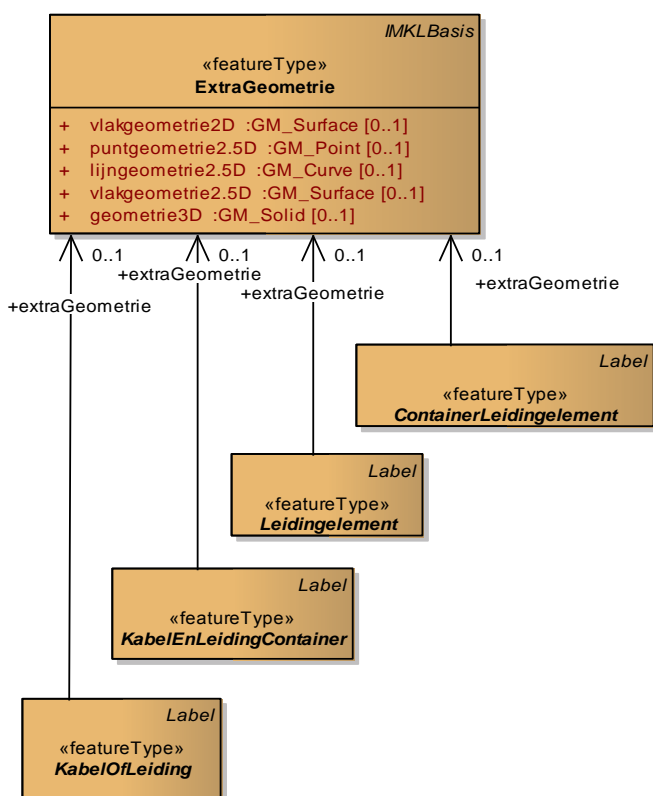 IMKLBasis
«featureType»
ExtraGeometrie
+ vlakgeometrie2D :GM_Surface [0..1]
+ puntgeometrie2.5D :GM_Point [0..1]
+ lijngeometrie2.5D :GM_Curve [0..1]
+ vlakgeometrie2.5D :GM_Surface [0..1]
+ geometrie3D :GM_Solid [0..1]
0..1 0..1 0..1 0..1
+extraGeometrie
+extraGeometrie
+extraGeometrie
+extraGeometrie
Label
«featureType»
ContainerLeidingelement
Label
«featureType»
Leidingelement
Label
«featureType»
KabelEnLeidingContainer
Label
«featureType»
KabelOfLeiding